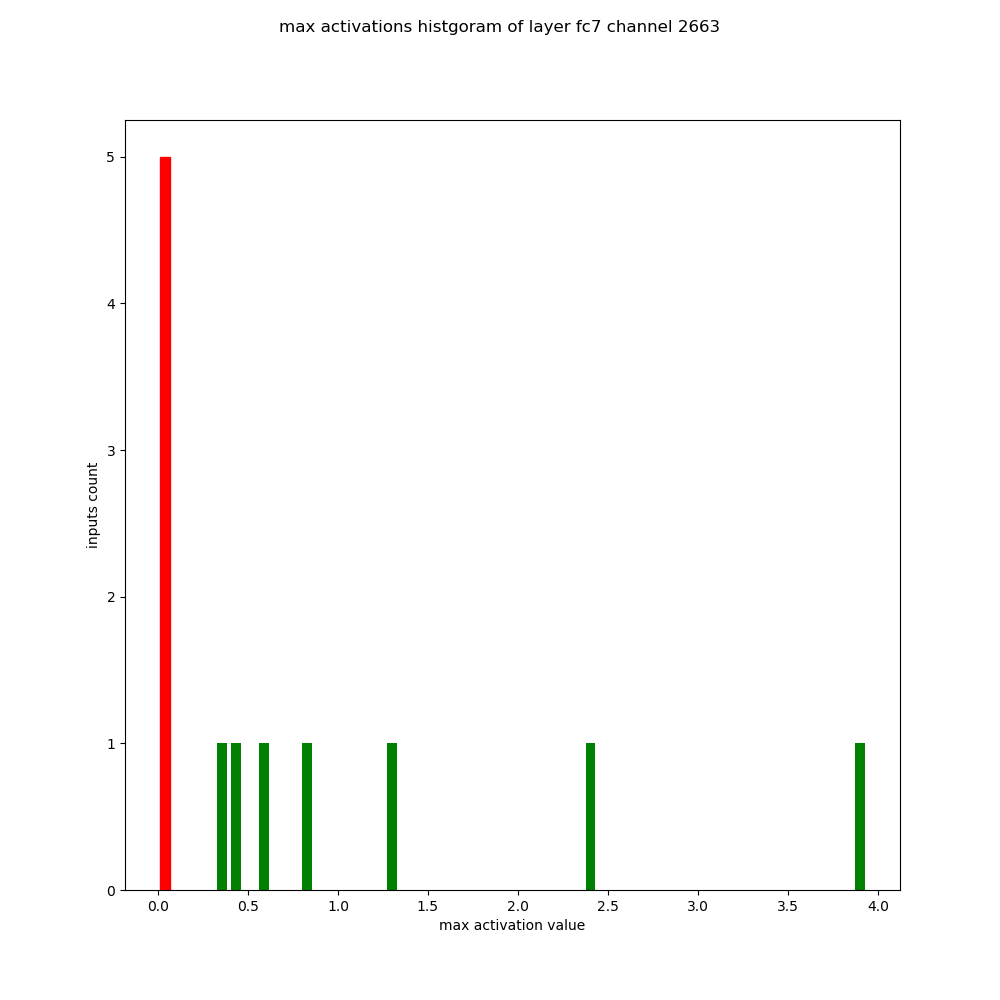 max activations histgoram of layer fc7 channel 2663
5
4
3
2
1
0
inputs count
0.0 0.5 1.0 1.5 2.0 2.5 3.0 3.5 4.0
max activation value